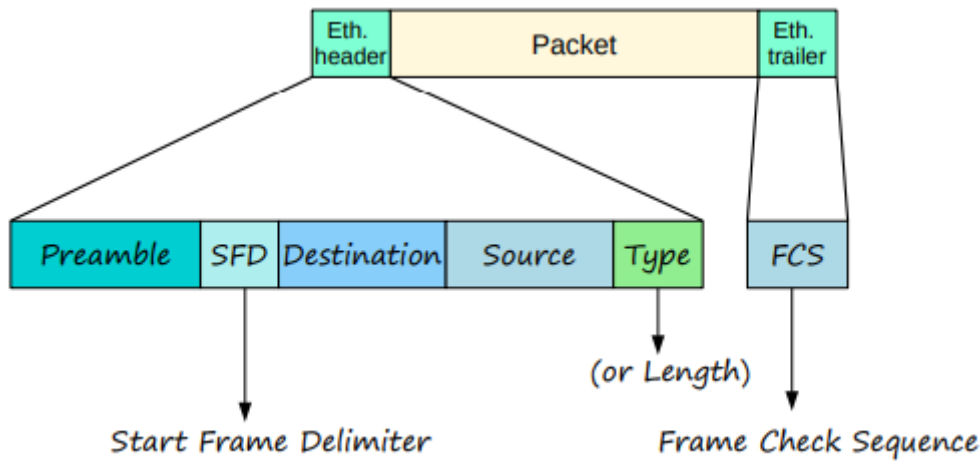 Eth.
header
Packet
Eth.
trailer
Preamble
SFD
Destination
Source
Type
FCS
(or Length)
Start Frame Delimiter
Frame Check Sequence